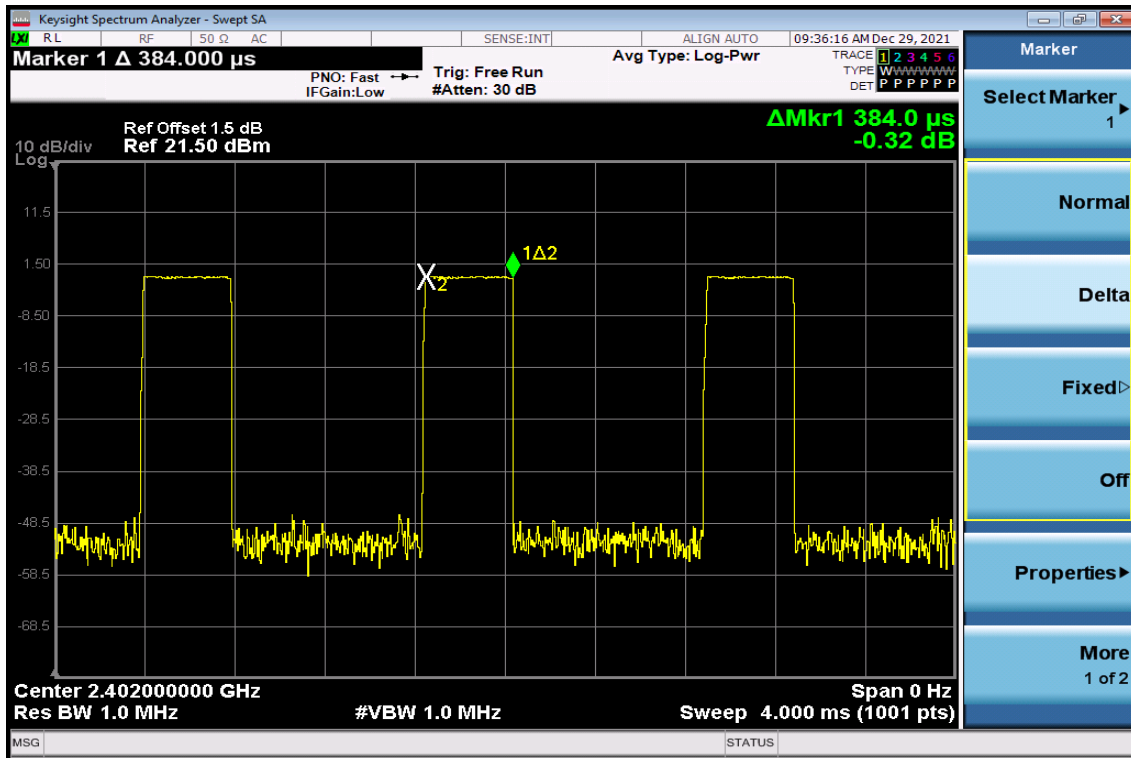 Keysight Spectrum Analyzer - Swept SA
LXI RL RF 50 Ω AC SENSE:INT ALIGN AUTO 09:36:16 AM Dec 29, 2021
Marker 1 Δ 384.000 µs
PNO: Fast
IFGain:Low
Trig: Free Run
#Atten: 30 dB
Avg Type: Log-Pwr
TRACE 1 2 3 4 5 6
TYPE WWWWWWW
DET P P P P P P
ΔMkr1 384.0 µs
-0.32 dB
Ref Offset 1.5 dB
10 dB/div Ref 21.50 dBm
Log
11.5
1.50
-8.50
-18.5
-28.5
-38.5
-48.5
-58.5
-68.5
X2
1Δ2
Center 2.402000000 GHz Span 0 Hz
Res BW 1.0 MHz #VBW 1.0 MHz Sweep 4.000 ms (1001 pts)
MSG STATUS
Marker
Select Marker
1
Normal
Delta
Fixed
Off
Properties
More
1 of 2